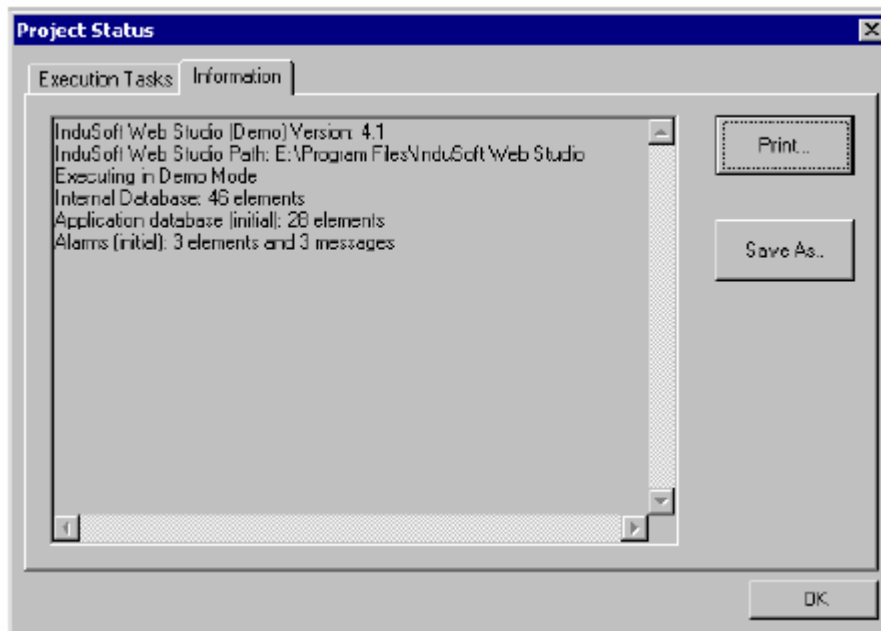 Project Status
Execution Tasks
Information
InduSoft Web Studio (Demo) Version: 4.1
InduSoft Web Studio Path: E:\Program Files\InduSoft Web Studio
Executing in Demo Mode
Internal Database: 46 elements
Application database (initial): 28 elements
Alarms (initial): 3 elements and 3 messages
Print...
Save As..
OK